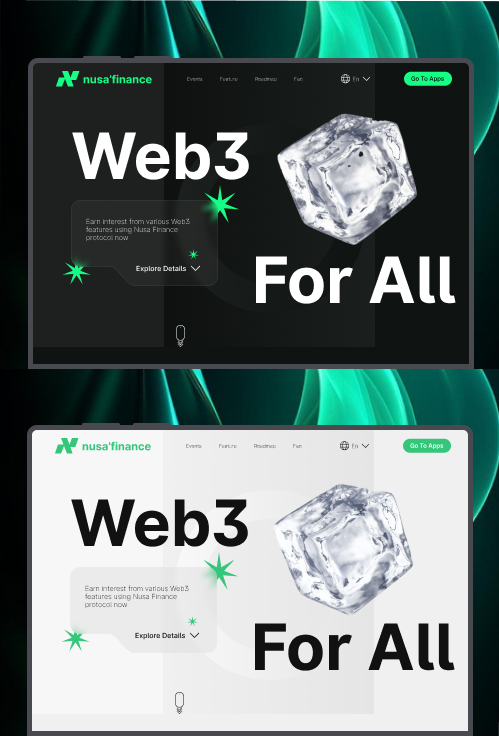 nusa'finance
Events Feature Roadmap Fan
En
Go To Apps
Web3
Earn interest from various Web3
features using Nusa Finance
protocol now
Explore Details
For All
nusa'finance
Events Feature Roadmap Fan
En
Go To Apps
Web3
Earn interest from various Web3
features using Nusa Finance
protocol now
Explore Details
For All